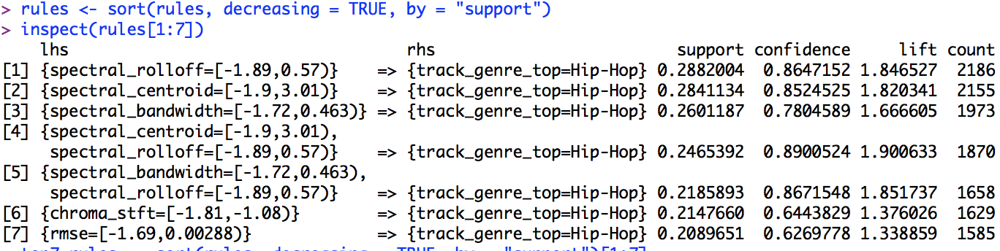 > rules <- sort(rules, decreasing = TRUE, by = "support")
> inspect(rules[1:7])
lhs rhs support confidence lift count
[1] {spectral_rolloff=[-1.89,0.57)} => {track_genre_top=Hip-Hop} 0.2882004 0.8647152 1.846527 2186
[2] {spectral_centroid=[-1.9,3.01)} => {track_genre_top=Hip-Hop} 0.2841134 0.8524525 1.820341 2155
[3] {spectral_bandwidth=[-1.72,0.463)} => {track_genre_top=Hip-Hop} 0.2601187 0.7804589 1.666605 1973
[4] {spectral_centroid=[-1.9,3.01),
spectral_rolloff=[-1.89,0.57)} => {track_genre_top=Hip-Hop} 0.2465392 0.8900524 1.900633 1870
[5] {spectral_bandwidth=[-1.72,0.463),
spectral_rolloff=[-1.89,0.57)} => {track_genre_top=Hip-Hop} 0.2185893 0.8671548 1.851737 1658
[6] {chroma_stft=[-1.81,-1.08)} => {track_genre_top=Hip-Hop} 0.2147660 0.6443829 1.376026 1629
[7] {rmse=[-1.69,0.00288)} => {track_genre_top=Hip-Hop} 0.2089651 0.6269778 1.338859 1585